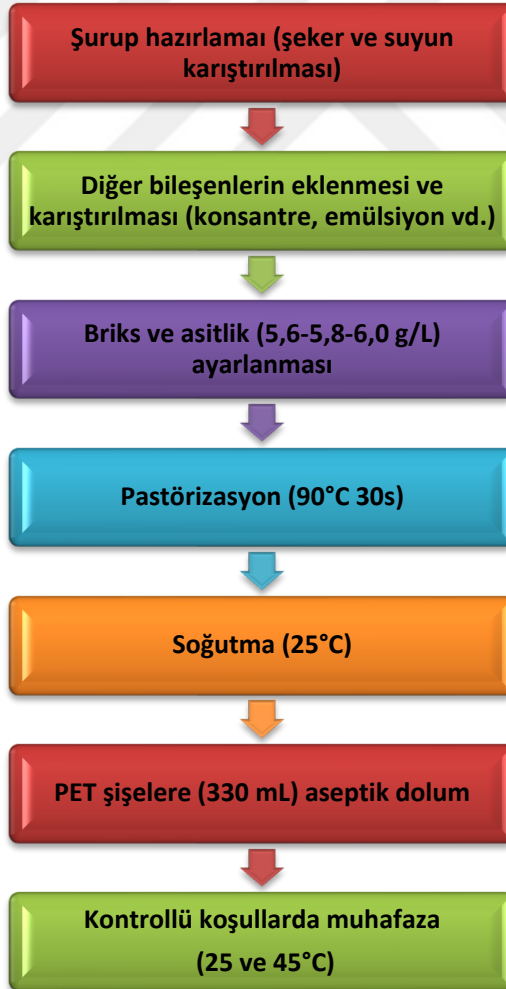 Şurup hazırlamaı (şeker ve suyun
karıştırılması)
Diğer bileşenlerin eklenmesi ve
karıştırılması (konsantre, emülsiyon vd.)
Briks ve asitlik (5,6-5,8-6,0 g/L)
ayarlanması
Pastörizasyon (90°C 30s)
Soğutma (25°C)
PET şişelere (330 mL) aseptik dolum
Kontrollü koşullarda muhafaza
(25 ve 45°C)